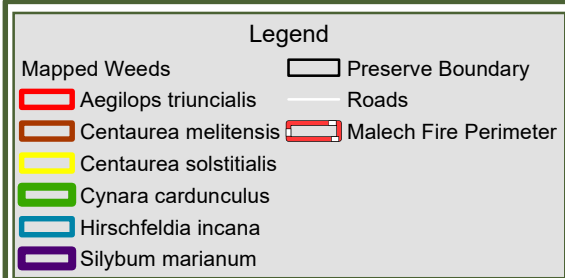 Legend
Mapped Weeds
Aegilops triuncialis
Centaurea melitensis
Centaurea solstitialis
Cynara cardunculus
Hirschfeldia incana
Silybum marianum
Preserve Boundary
Roads
Malech Fire Perimeter